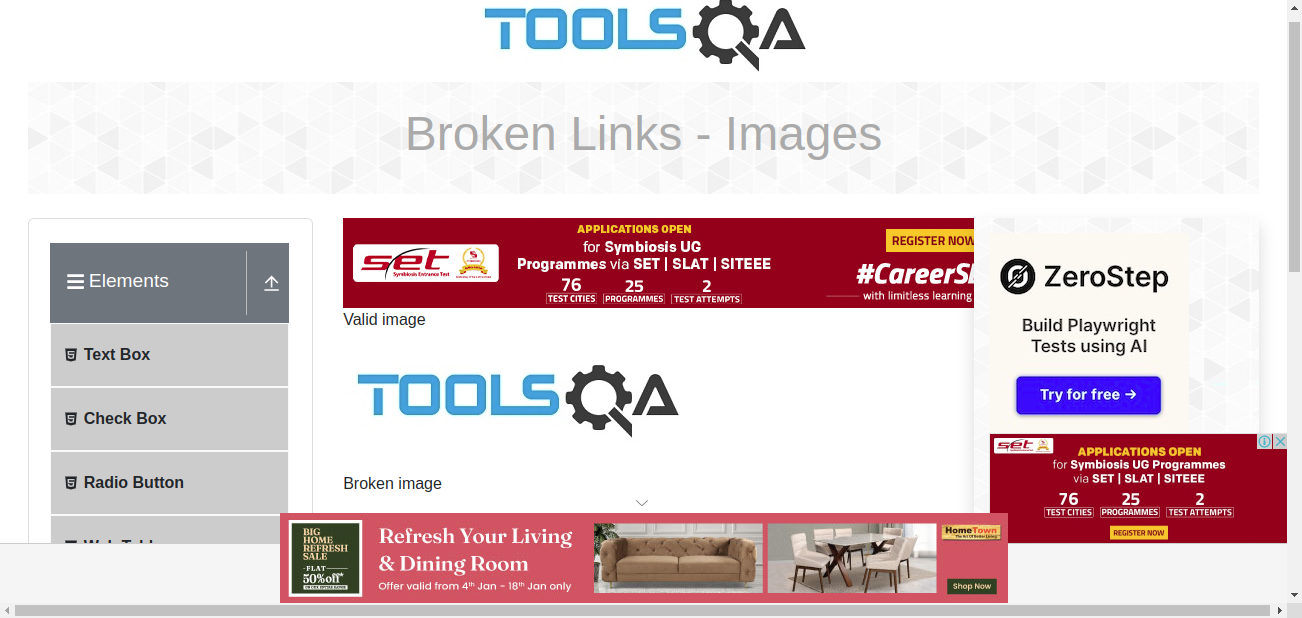 TOOLSQA
Broken Links - Images
Elements
Text Box
Check Box
Radio Button
set
Symbiosis Entrance Test
APPLICATIONS OPEN
for Symbiosis UG
Programmes via SET | SLAT | SITEEE
76
TEST CITIES
25
PROGRAMMES
2
TEST ATTEMPTS
REGISTER NOW
with limitless learning
Valid image
TOOLSQA
Broken image
ZeroStep
Build Playwright
Tests using AI
Try for free →
set
APPLICATIONS OPEN
for Symbiosis UG Programmes
via SET | SLAT | SITEEE
76
TEST CITIES
25
PROGRAMMES
2
TEST ATTEMPTS
REGISTER NOW
BIG
HOME
REFRESH
SALE
-FLAT-
50%off*
Refresh Your Living
& Dining Room
Offer valid from 4th Jan - 18th Jan only
HomeTown
The Art Of Better Living
Shop Now